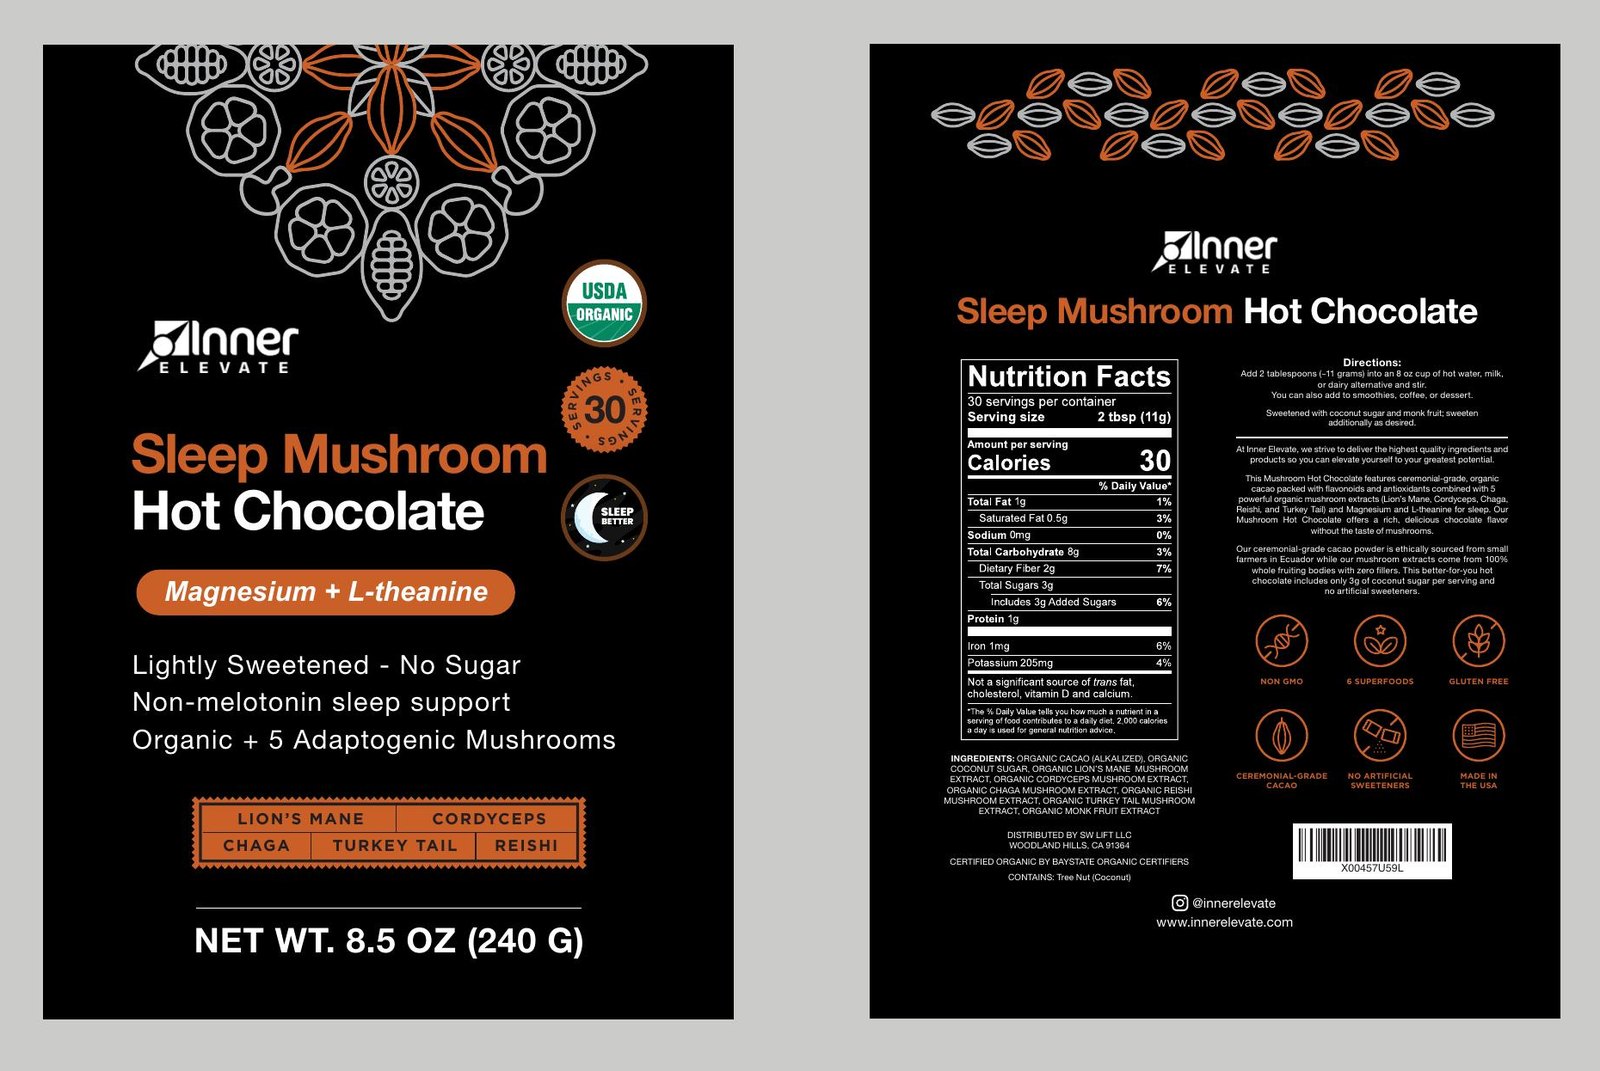 Inner
ELEVATE
USDA
ORGANIC
SERVINGS • SERVINGS • SERVINGS •
30
Sleep Mushroom
Hot Chocolate
SLEEP
BETTER
Magnesium + L-theanine
Lightly Sweetened - No Sugar
Non-melotonin sleep support
Organic + 5 Adaptogenic Mushrooms
LION'S MANE
CORDYCEPS
CHAGA
TURKEY TAIL
REISHI
NET WT. 8.5 OZ (240 G)
Inner
ELEVATE
Sleep Mushroom Hot Chocolate
Nutrition Facts
30 servings per container
Serving size 2 tbsp (11g)
Amount per serving
Calories 30
% Daily Value*
Total Fat 1g 1%
Saturated Fat 0.5g 3%
Sodium 0mg 0%
Total Carbohydrate 8g 3%
Dietary Fiber 2g 7%
Total Sugars 3g
Includes 3g Added Sugars 6%
Protein 1g
Iron 1mg 6%
Potassium 205mg 4%
Not a significant source of trans fat,
cholesterol, vitamin D and calcium.
*The % Daily Value tells you how much a nutrient in a
serving of food contributes to a daily diet, 2,000 calories
a day is used for general nutrition advice.
INGREDIENTS: ORGANIC CACAO (ALKALIZED), ORGANIC
COCONUT SUGAR, ORGANIC LION'S MANE MUSHROOM
EXTRACT, ORGANIC CORDYCEPS MUSHROOM EXTRACT,
ORGANIC CHAGA MUSHROOM EXTRACT, ORGANIC REISHI
MUSHROOM EXTRACT, ORGANIC TURKEY TAIL MUSHROOM
EXTRACT, ORGANIC MONK FRUIT EXTRACT
DISTRIBUTED BY SW LIFT LLC
WOODLAND HILLS, CA 91364
CERTIFIED ORGANIC BY BAYSTATE ORGANIC CERTIFIERS
CONTAINS: Tree Nut (Coconut)
Directions:
Add 2 tablespoons (~11 grams) into an 8 oz cup of hot water, milk,
or dairy alternative and stir.
You can also add to smoothies, coffee, or dessert.
Sweetened with coconut sugar and monk fruit; sweeten
additionally as desired.
At Inner Elevate, we strive to deliver the highest quality ingredients and
products so you can elevate yourself to your greatest potential.
This Mushroom Hot Chocolate features ceremonial-grade, organic
cacao packed with flavonoids and antioxidants combined with 5
powerful organic mushroom extracts (Lion's Mane, Cordyceps, Chaga,
Reishi, and Turkey Tail) and Magnesium and L-theanine for sleep. Our
Mushroom Hot Chocolate offers a rich, delicious chocolate flavor
without the taste of mushrooms.
Our ceremonial-grade cacao powder is ethically sourced from small
farmers in Ecuador while our mushroom extracts come from 100%
whole fruiting bodies with zero fillers. This better-for-you hot
chocolate includes only 3g of coconut sugar per serving and
no artificial sweeteners.
NON GMO
6 SUPERFOODS
GLUTEN FREE
CEREMONIAL-GRADE
CACAO
NO ARTIFICIAL
SWEETENERS
MADE IN
THE USA
X00457U59L
@innerelevate
www.innerelevate.com